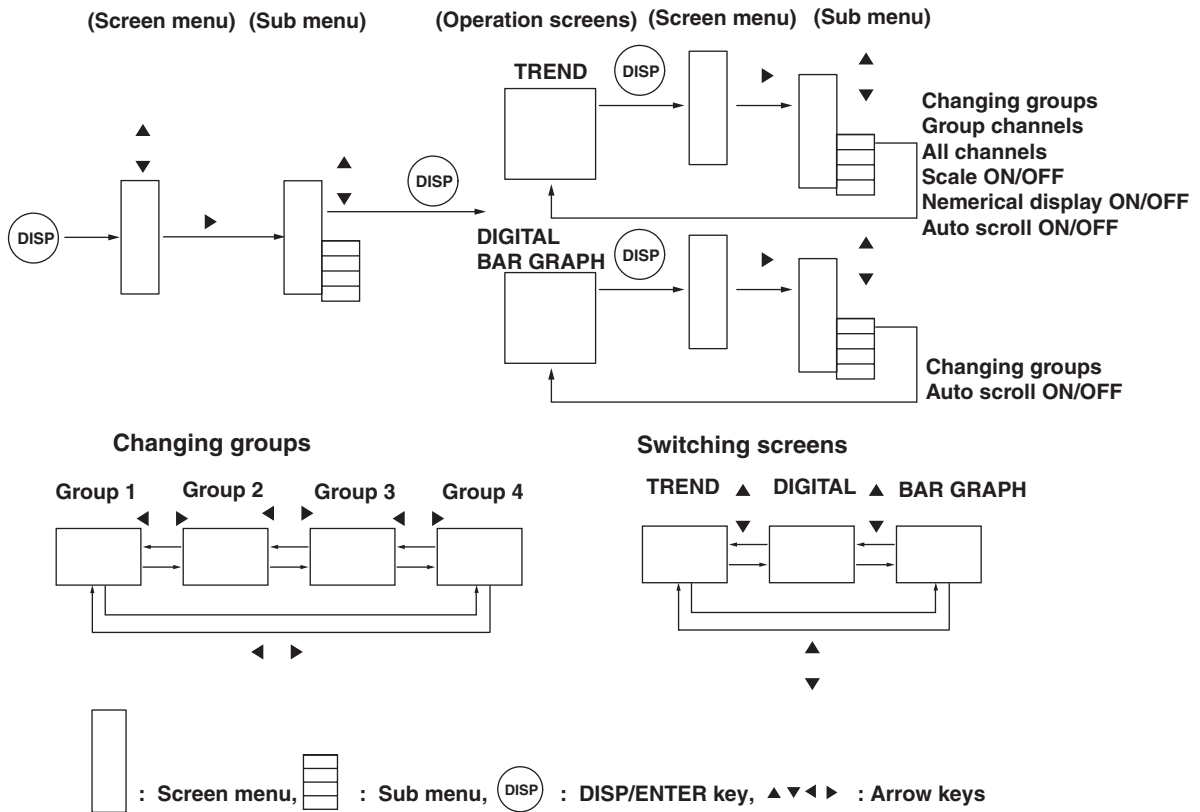 (Screen menu) (Sub menu)
(Operation screens) (Screen menu) (Sub menu)
TREND
DISP
Changing groups
Group channels
All channels
Scale ON/OFF
Nemerical display ON/OFF
Auto scroll ON/OFF
DISP
DISP
DIGITAL
BAR GRAPH
DISP
Changing groups
Auto scroll ON/OFF
Changing groups
Group 1 Group 2 Group 3 Group 4
Switching screens
TREND DIGITAL BAR GRAPH
: Screen menu, : Sub menu, DISP : DISP/ENTER key, ▲▼◀ ▶ : Arrow keys